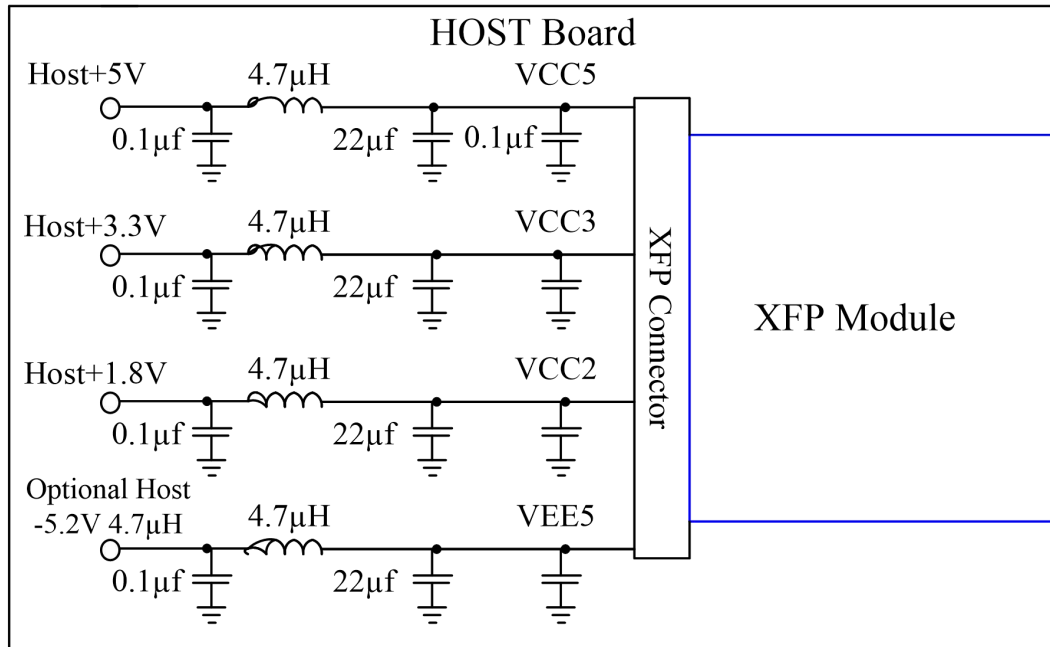 HOST Board
Host+5V
4.7µH
VCC5
0.1µf
22µf
0.1µf
Host+3.3V
4.7µH
VCC3
0.1µf
22µf
Host+1.8V
4.7µH
VCC2
0.1µf
22µf
Optional Host
-5.2V 4.7µH
4.7µH
VEE5
0.1µf
22µf
XFP Connector
XFP Module